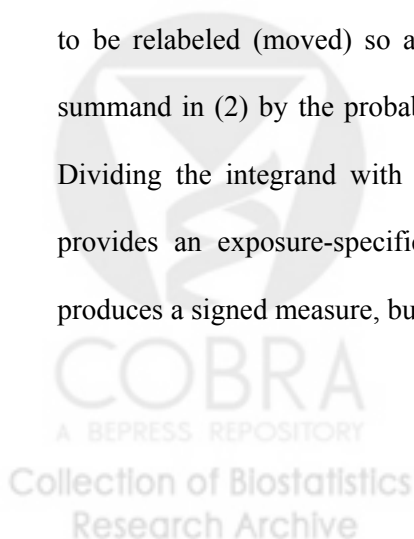 to be relabeled (moved) so a
summand in (2) by the probab
Dividing the integrand with
provides an exposure-specific
produces a signed measure, bu
COBRA
A BEPRESS REPOSITORY
Collection of Biostatistics
Research Archive